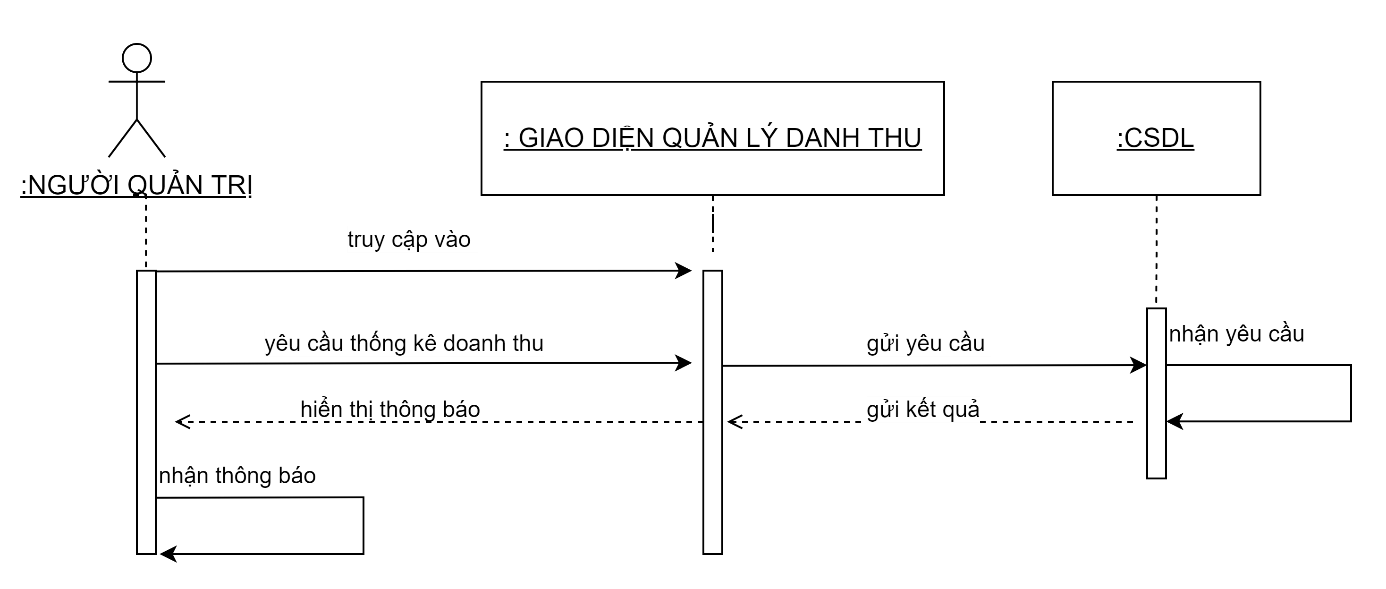 :NGƯỜI QUẢN TRỊ
: GIAO DIỆN QUẢN LÝ DANH THU
:CSDL
truy cập vào
yêu cầu thống kê doanh thu
gửi yêu cầu
nhận yêu cầu
hiển thị thông báo
gửi kết quả
nhận thông báo